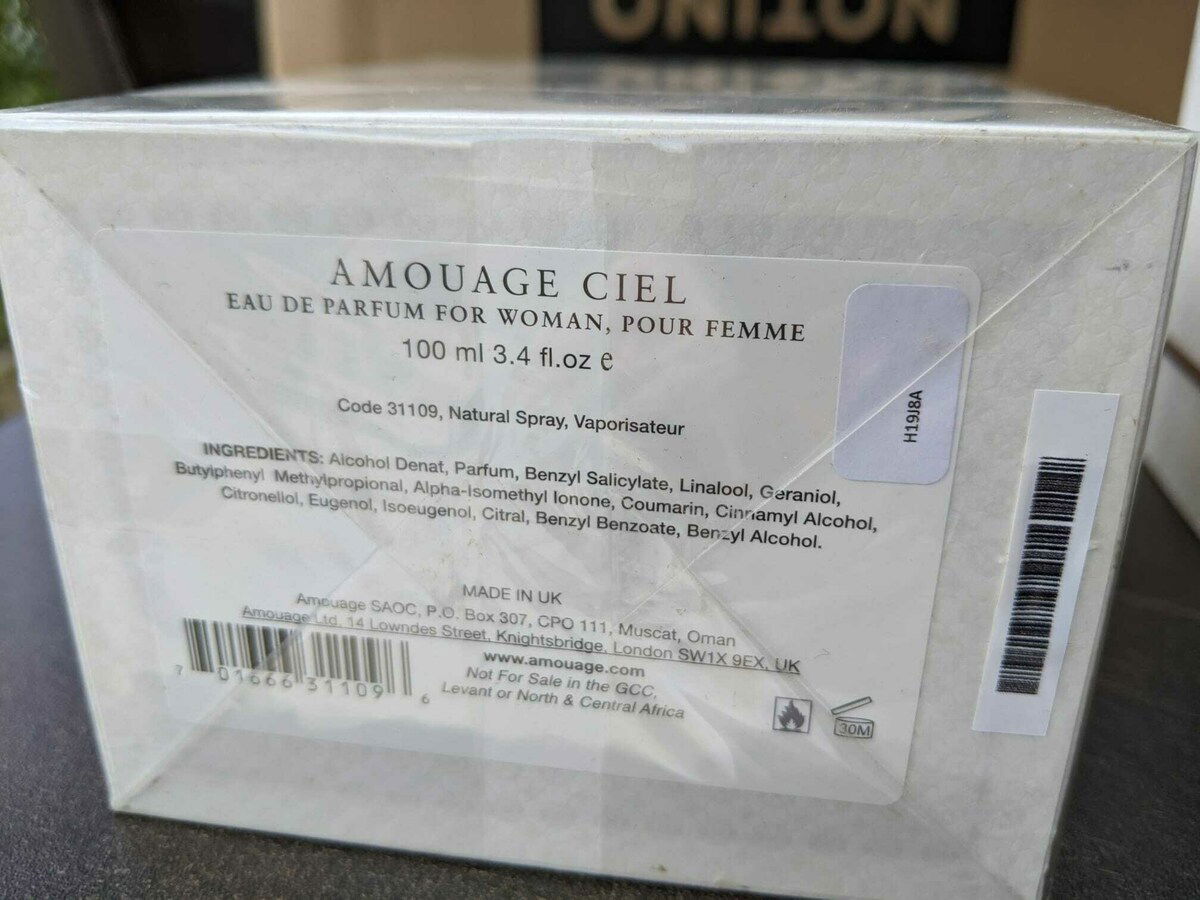 AMOUAGE CIEL
EAU DE PARFUM FOR WOMAN, POUR FEMME
100 ml 3.4 fl.oz e
Code 31109, Natural Spray, Vaporisateur
INGREDIENTS: Alcohol Denat, Parfum, Benzyl Salicylate, Linalool, Geraniol,
Butylphenyl Methylpropional, Alpha-Isomethyl Ionone, Coumarin, Cinnamyl Alcohol,
Citronellol, Eugenol, Isoeugenol, Citral, Benzyl Benzoate, Benzyl Alcohol.
H19J8A
MADE IN UK
Amouage SAOC, P.O. Box 307, CPO 111, Muscat, Oman
Amouage Ltd. 14 Lowndes Street, Knightsbridge, London SW1X 9EX, UK
www.amouage.com
Not For Sale in the GCC,
Levant or North & Central Africa
7 01666 31109 6
30M